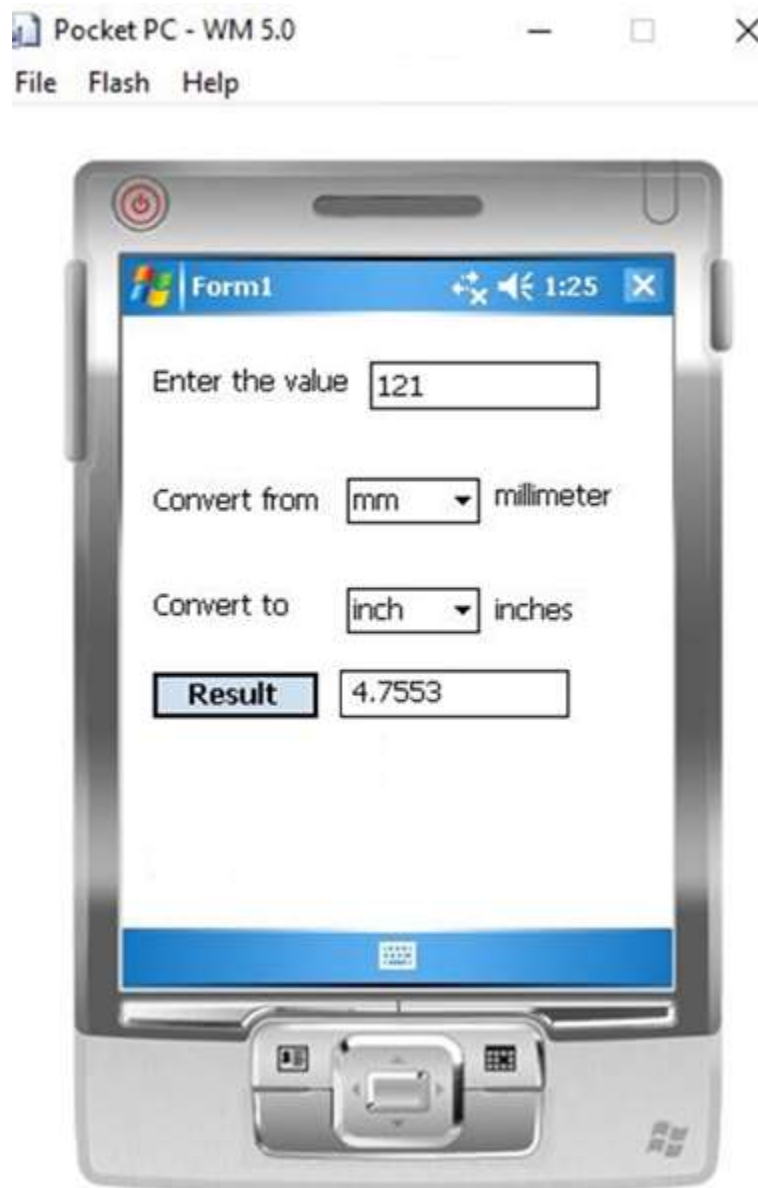 Pocket PC - WM 5.0
File Flash Help
Form1 1:25
Enter the value 121
Convert from mm millimeter
Convert to inch inches
Result 4.7553